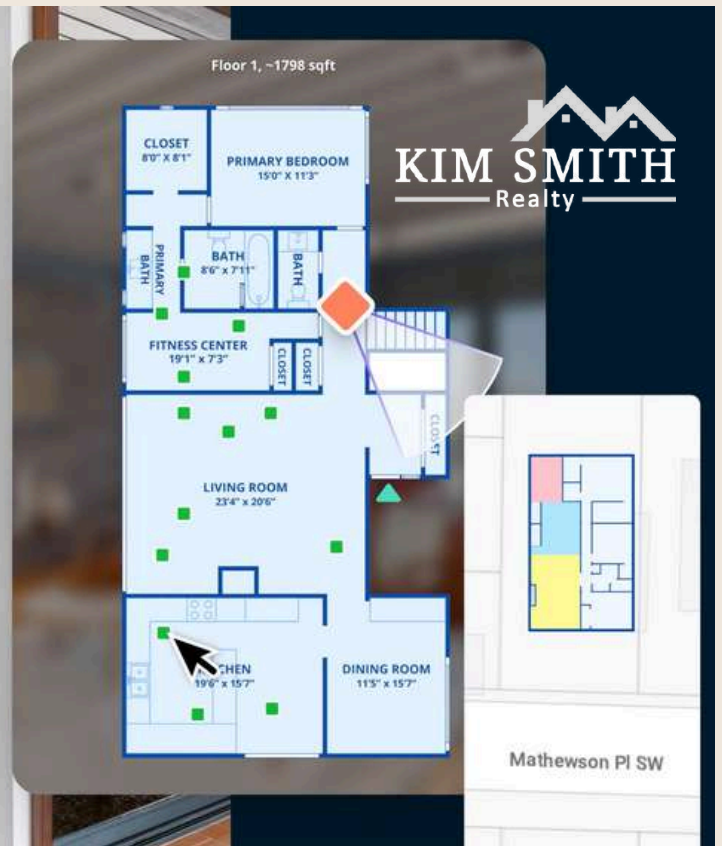 Floor 1, ~1798 sqft
KIM SMITH
Realty
CLOSET
8'0" X 8'1"
PRIMARY BEDROOM
15'0" X 11'3"
PRIMARY
BATH
BATH
8'6" x 7'11"
BATH
FITNESS CENTER
19'1" x 7'3"
CLOSET
CLOSET
CLOSET
LIVING ROOM
23'4" x 20'6"
CHEN
19'6" x 15'7"
DINING ROOM
11'5" x 15'7"
Mathewson Pl SW